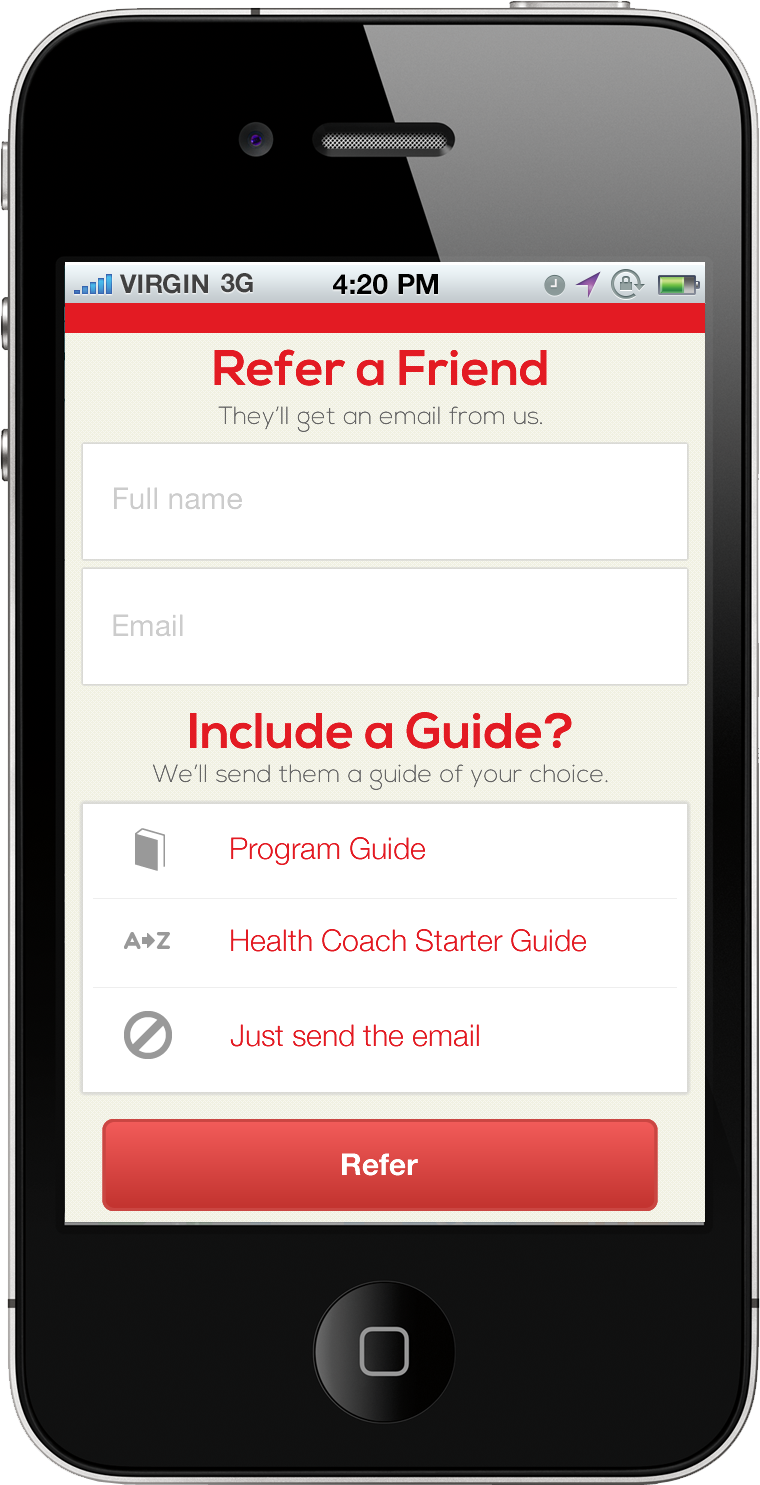 VIRGIN 3G 4:20 PM
Refer a Friend
They'll get an email from us.
Full name
Email
Include a Guide?
We'll send them a guide of your choice.
Program Guide
A➔Z Health Coach Starter Guide
Just send the email
Refer